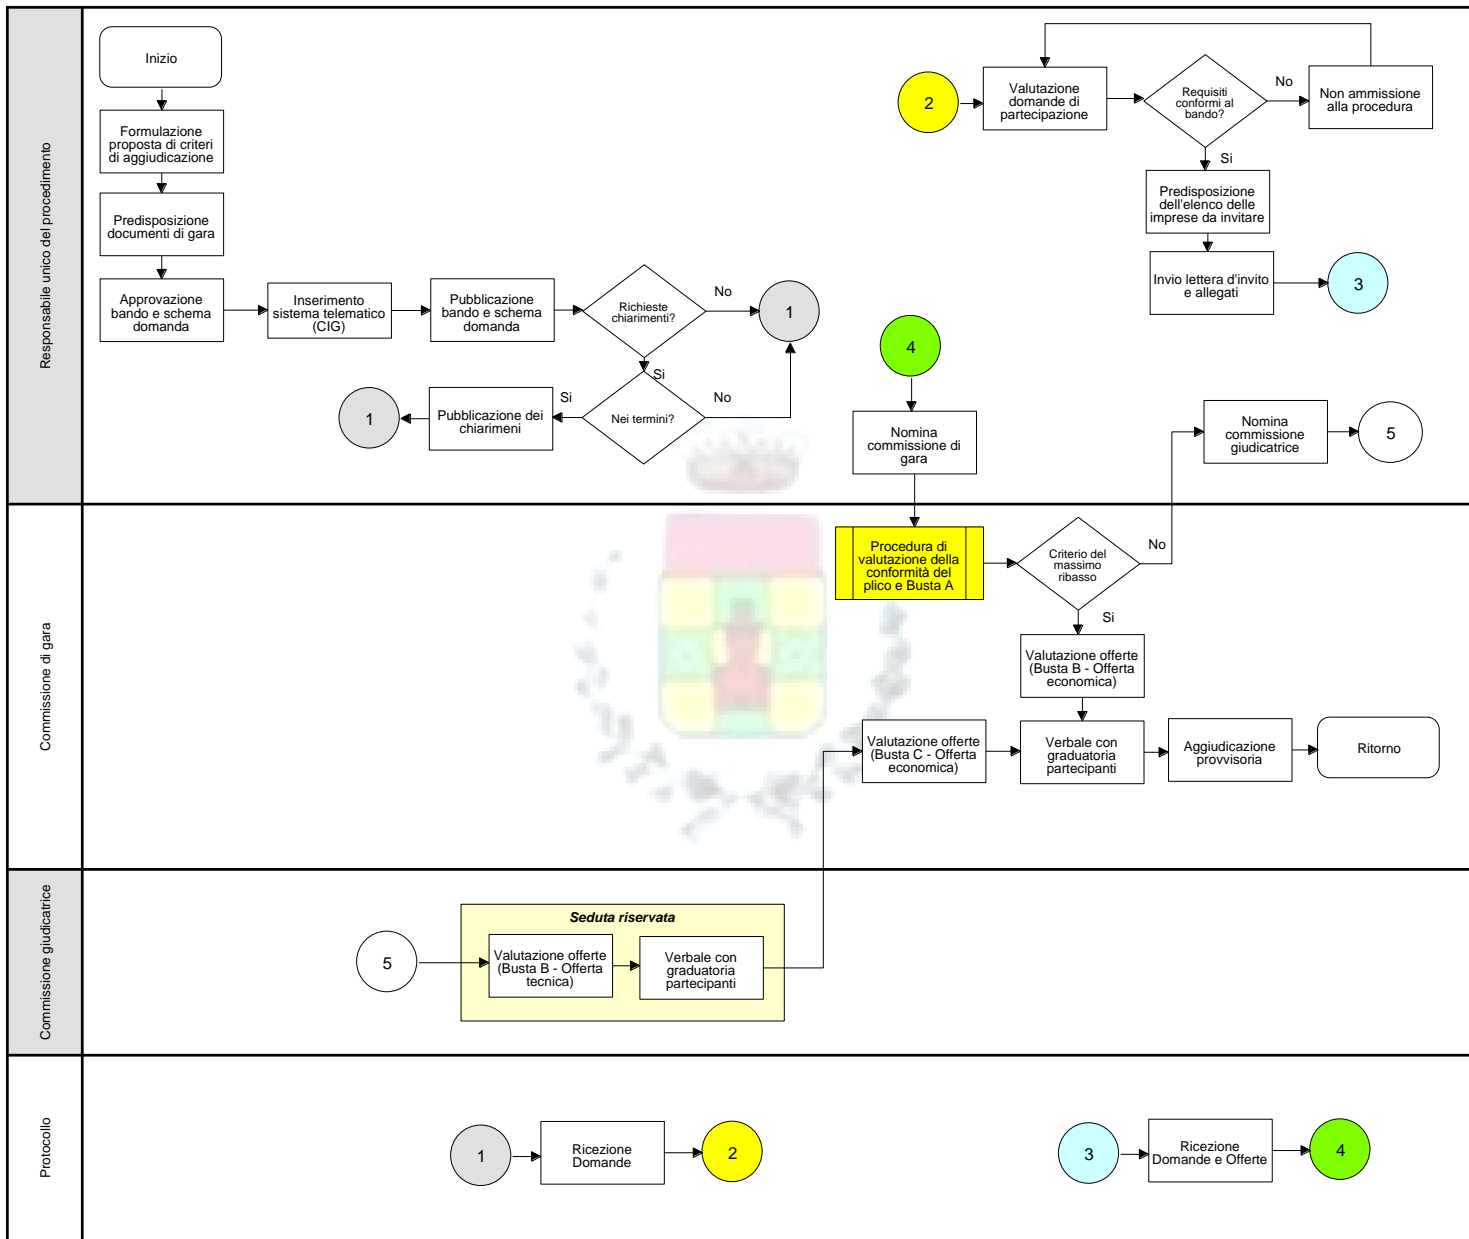 Responsabile unico del procedimento
Inizio
Formulazione
proposta di criteri
di aggiudicazione
Predisposizione
documenti di gara
Approvazione
bando e schema
domanda
Inserimento
sistema telematico
(CIG)
Pubblicazione
bando e schema
domanda
Richieste
chiarimenti?
No
1
Si
Nei termini?
No
Si
Pubblicazione dei
chiarimeni
1
2
Valutazione
domande di
partecipazione
Requisiti
conformi al
bando?
No
Non ammissione
alla procedura
Si
Predisposizione
dell'elenco delle
imprese da invitare
Invio lettera d'invito
e allegati
3
4
Nomina
commissione di
gara
Nomina
commissione
giudicatrice
5
Commissione di gara
Procedura di
valutazione della
conformità del
plico e Busta A
Criterio del
massimo
ribasso
No
Si
Valutazione offerte
(Busta B - Offerta
economica)
Valutazione offerte
(Busta C - Offerta
economica)
Verbale con
graduatoria
partecipanti
Aggiudicazione
provvisoria
Ritorno
Commissione giudicatrice
5
Seduta riservata
Valutazione offerte
(Busta B - Offerta
tecnica)
Verbale con
graduatoria
partecipanti
Protocollo
1
Ricezione
Domande
2
3
Ricezione
Domande e Offerte
4